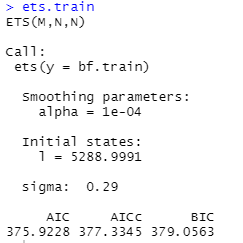 > ets.train
ETS(M,N,N)
Call:
ets(y = bf.train)
Smoothing parameters:
alpha = 1e-04
Initial states:
l = 5288.9991
sigma: 0.29
AIC AICc BIC
375.9228 377.3345 379.0563